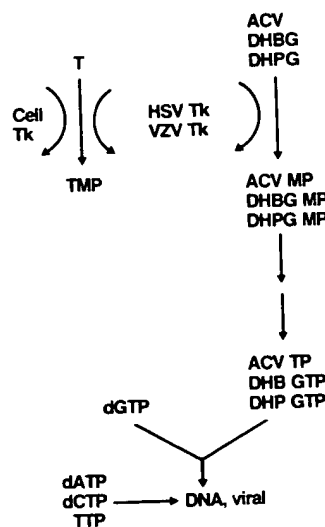 ACV
DHBG
DHPG
T
Cell
Tk
HSV Tk
VZV Tk
TMP
ACV MP
DHBG MP
DHPG MP
ACV TP
DHB GTP
DHP GTP
dGTP
dATP
dCTP
TTP
DNA, viral